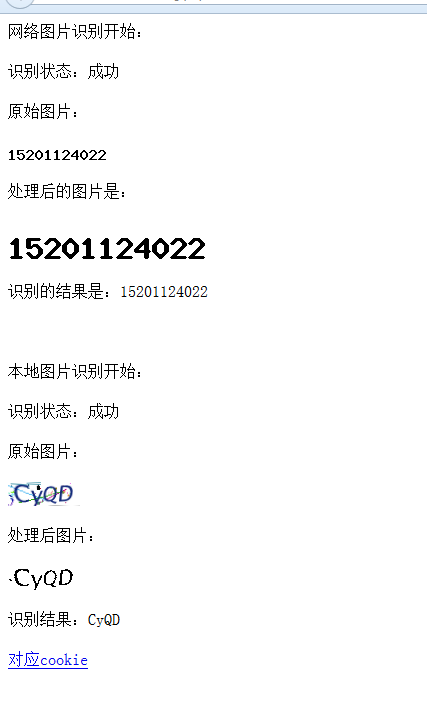 网络图片识别开始：
识别状态：成功
原始图片：
15201124022
处理后的图片是：
15201124022
识别的结果是：15201124022
本地图片识别开始：
识别状态：成功
原始图片：
CyQD
处理后图片：
CyQD
识别结果：CyQD
对应cookie